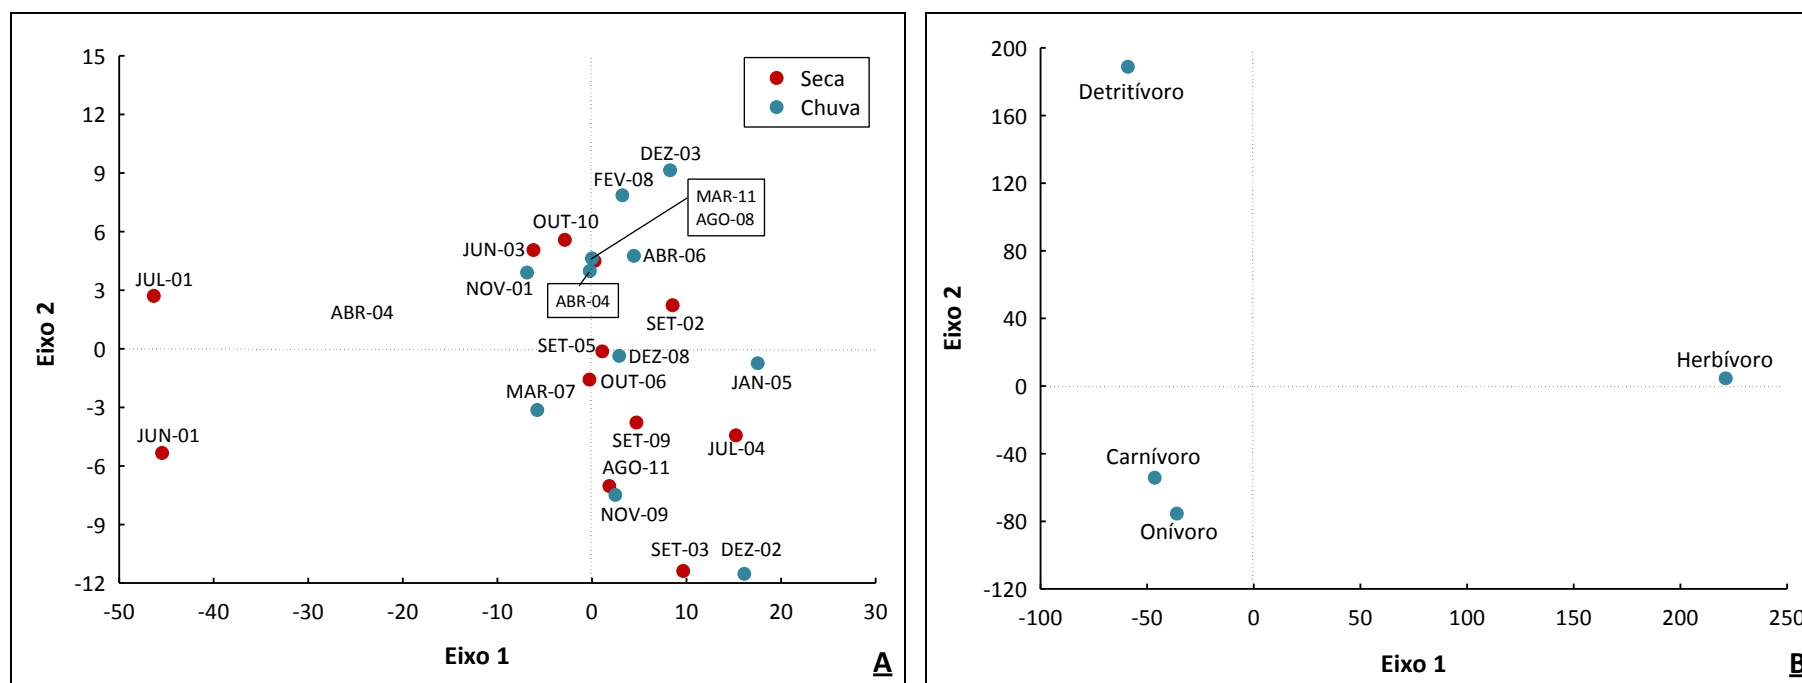 15
12
9
6
3
0
-3
-6
-9
-12
-50
-40
-30
-20
-10
0
10
20
30
Eixo 2
Eixo 1
Seca
Chuva
DEZ-03
FEV-08
MAR-11
AGO-08
OUT-10
JUN-03
ABR-06
JUL-01
NOV-01
ABR-04
ABR-04
SET-02
SET-05
DEZ-08
OUT-06
JAN-05
MAR-07
JUN-01
SET-09
JUL-04
AGO-11
NOV-09
SET-03
DEZ-02
A
200
160
120
80
40
0
-40
-80
-120
-100
-50
0
50
100
150
200
250
Eixo 2
Eixo 1
Detritívoro
Herbívoro
Carnívoro
Onívoro
B